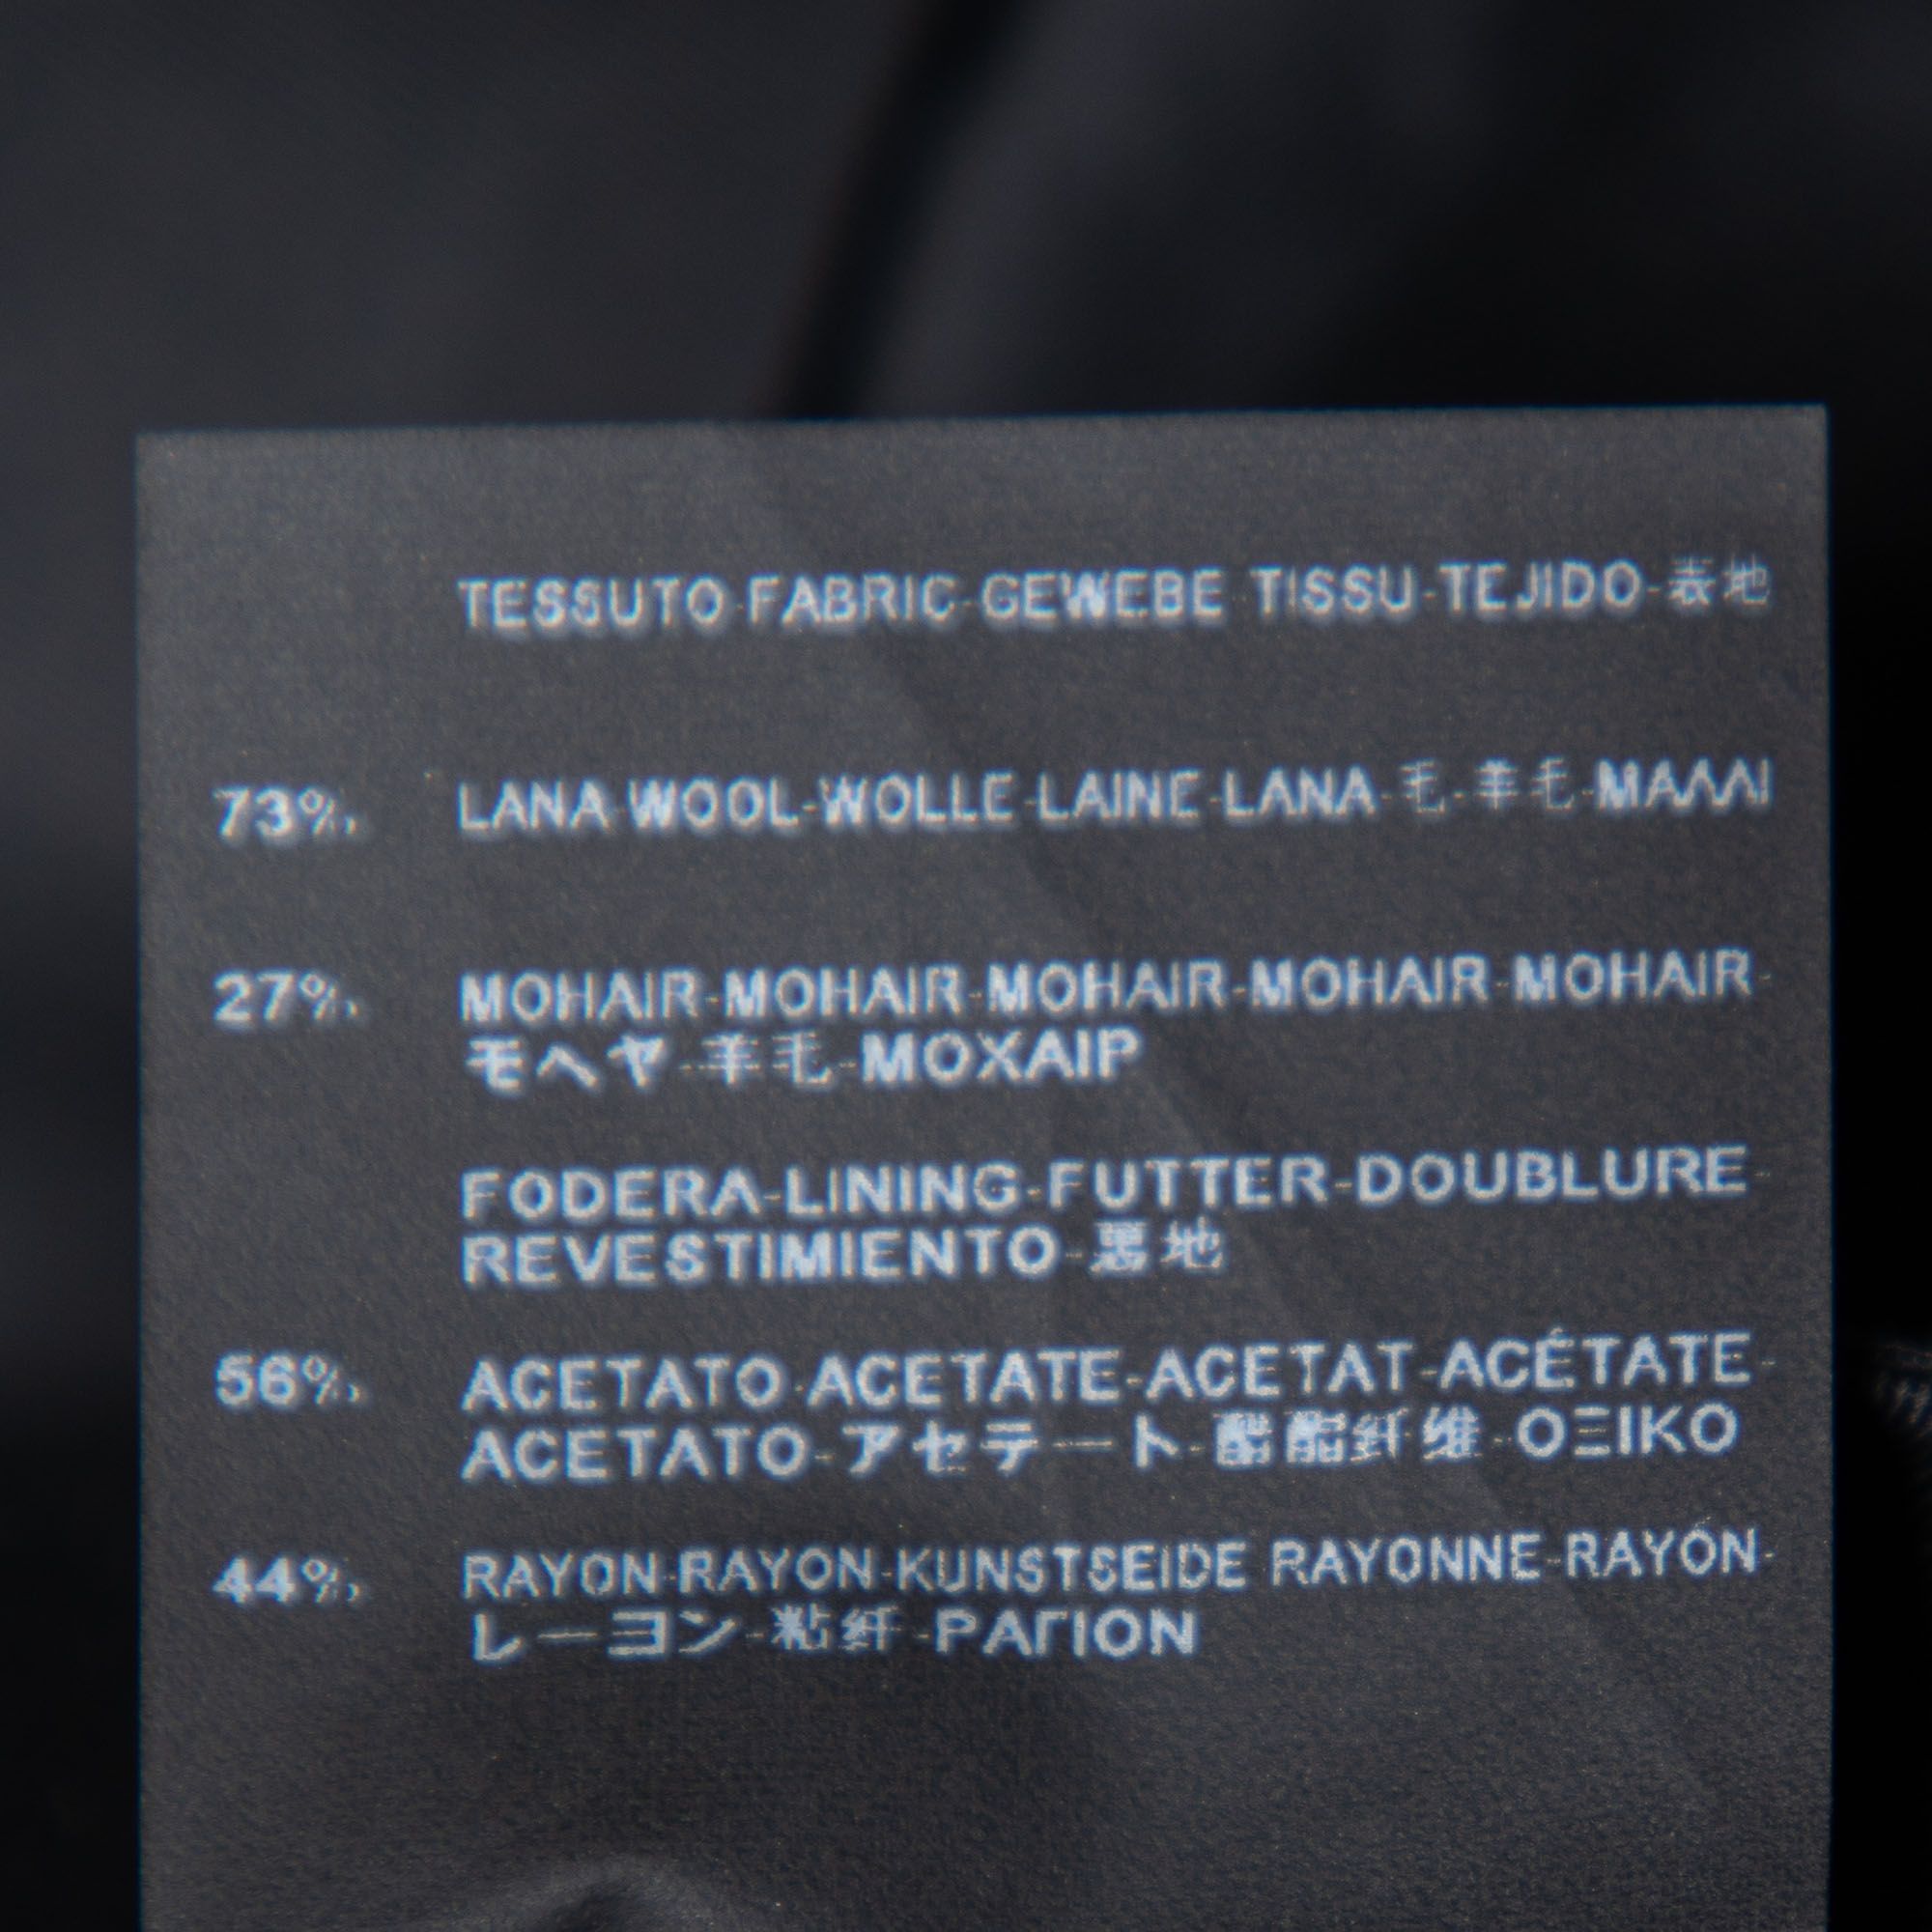 TESSUTO-FABRIC-GEWEBE-TISSU-TEJIDO-表地
73% LANA-WOOL-WOLLE-LAINE-LANA-毛-羊毛-ΜΑΛΛΙ
27% MOHAIR-MOHAIR-MOHAIR-MOHAIR-MOHAIR-
モヘヤ-羊毛-ΜΟΧΑΙΡ
FODERA-LINING-FUTTER-DOUBLURE-
REVESTIMIENTO-裏地
56% ACETATO-ACETATE-ACETAT-ACÉTATE-
ACETATO-アセテート-醋酯纤维-ΟΞΙΚΟ
44% RAYON-RAYON-KUNSTSEIDE-RAYONNE-RAYÓN-
レーヨン-粘纤-ΡΑΓΙΟΝ